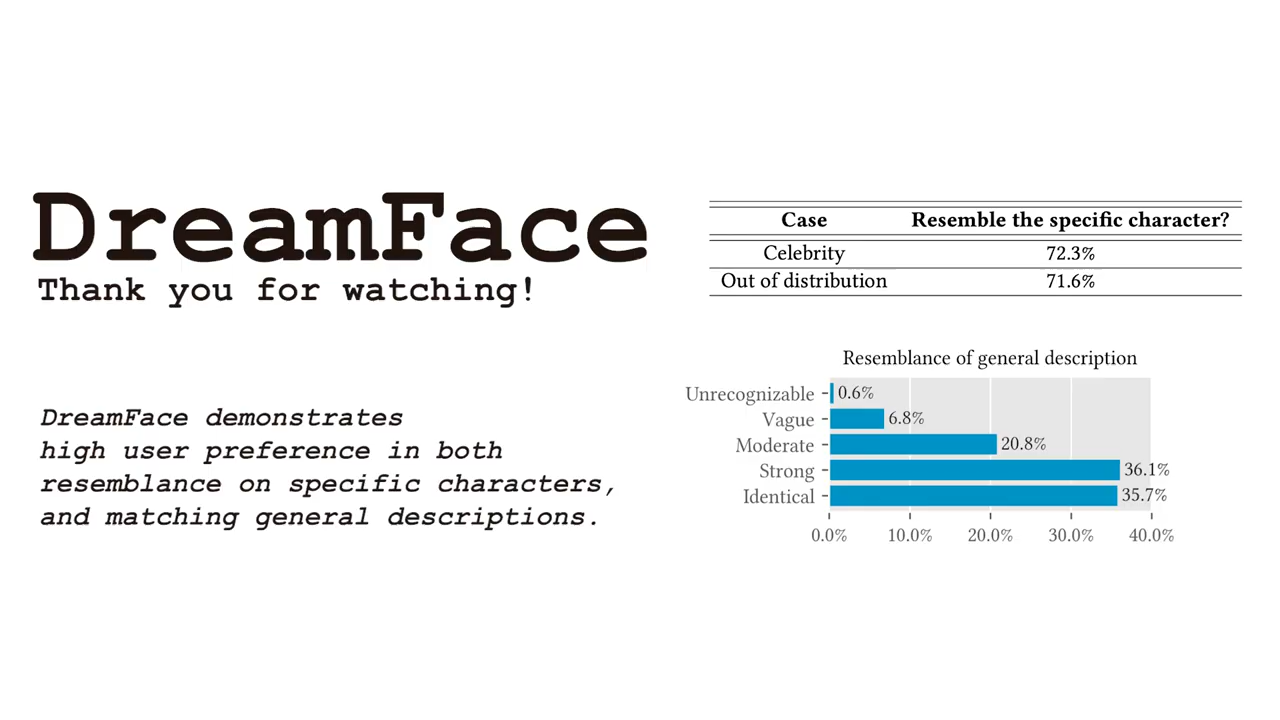 DreamFace
Thank you for watching!
DreamFace demonstrates
high user preference in both
resemblance on specific characters,
and matching general descriptions.
Case Resemble the specific character?
Celebrity 72.3%
Out of distribution 71.6%
Resemblance of general description
Unrecognizable 0.6%
Vague 6.8%
Moderate 20.8%
Strong 36.1%
Identical 35.7%
0.0% 10.0% 20.0% 30.0% 40.0%